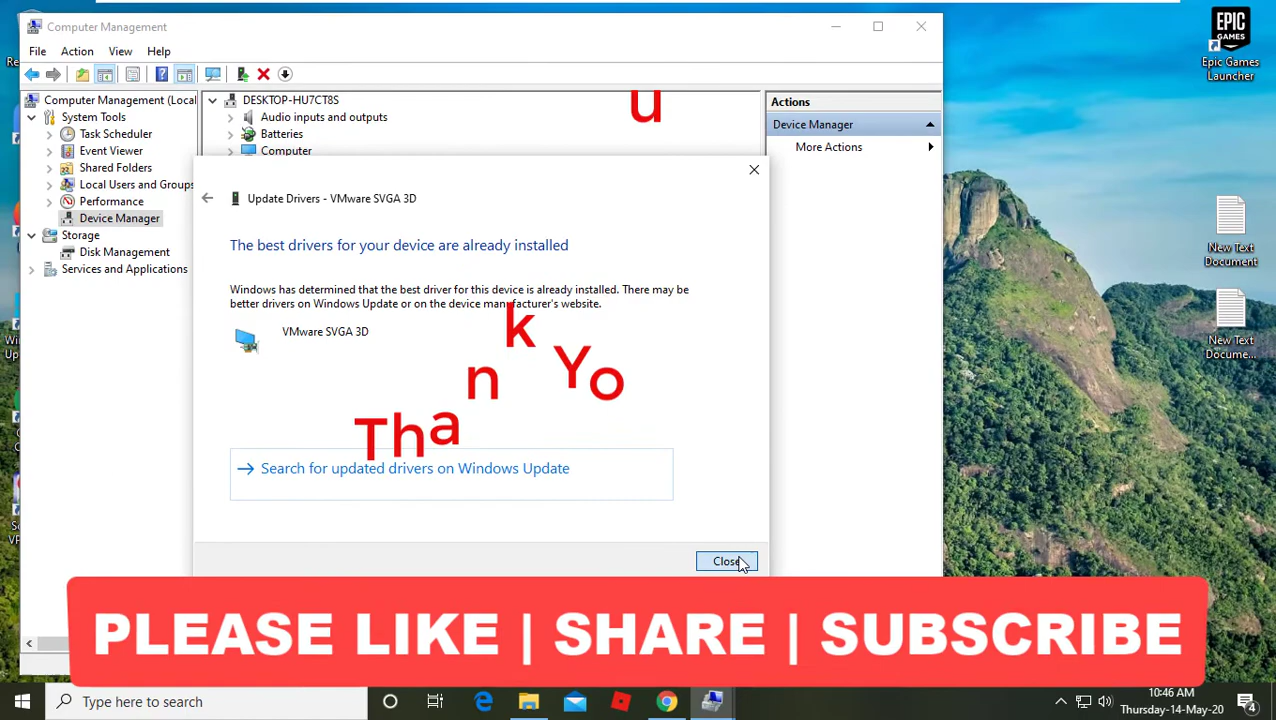 Computer Management
File Action View Help
Computer Management (Local
System Tools
Task Scheduler
Event Viewer
Shared Folders
Local Users and Groups
Performance
Device Manager
Storage
Disk Management
Services and Applications
DESKTOP-HU7CT8S
Audio inputs and outputs
Batteries
Computer
Actions
Device Manager
More Actions
Update Drivers - VMware SVGA 3D
The best drivers for your device are already installed
Windows has determined that the best driver for this device is already installed. There may be
better drivers on Windows Update or on the device manufacturer's website.
VMware SVGA 3D
Thank You
Search for updated drivers on Windows Update
Close
PLEASE LIKE | SHARE | SUBSCRIBE
EPIC
GAMES
Epic Games
Launcher
New Text
Document
New Text
Docume...
Type here to search
10:46 AM
Thursday-14-May-20
4